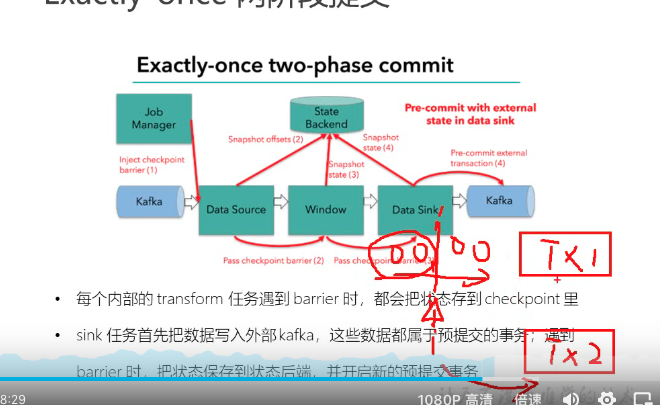 Exactly-once 两阶段提交
Exactly-once two-phase commit
Job
Manager
State
Backend
Pre-commit with external
state in data sink
Snapshot offsets (2)
Snapshot
state (4)
Pre-commit external
transaction (4)
Inject checkpoint
barrier (1)
Snapshot
state (3)
Kafka
Data Source
Window
Data Sink
Kafka
Pass checkpoint barrier (2)
Pass checkpoint barrier (3)
Tx1
• 每个内部的 transform 任务遇到 barrier 时，都会把状态存到 checkpoint 里
• sink 任务首先把数据写入外部 kafka，这些数据都属于预提交的事务；遇到
barrier 时，把状态保存到状态后端，并开启新的预提交事务
Tx2
8:29
1080P 高清
倍速